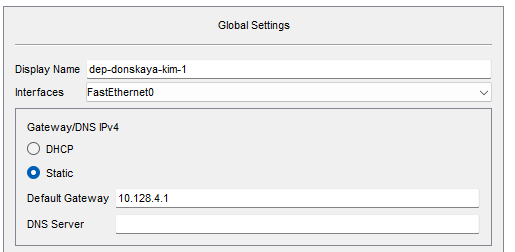 Global Settings
Display Name dep-donskaya-kim-1
Interfaces FastEthernet0
Gateway/DNS IPv4
DHCP
Static
Default Gateway 10.128.4.1
DNS Server